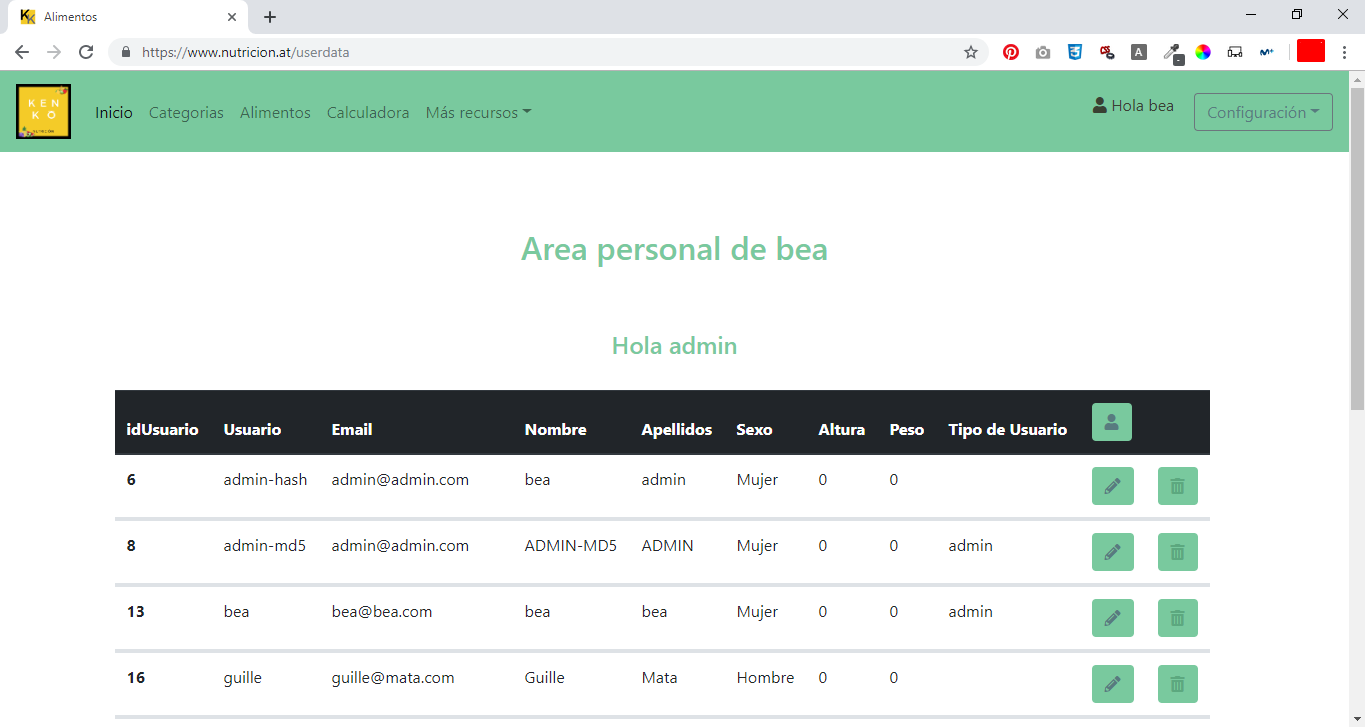 Alimentos
https://www.nutricion.at/userdata
KEN
KO
Inicio Categorias Alimentos Calculadora Más recursos Hola bea Configuración
Area personal de bea
Hola admin
idUsuario Usuario Email Nombre Apellidos Sexo Altura Peso Tipo de Usuario
6 admin-hash admin@admin.com bea admin Mujer 0 0
8 admin-md5 admin@admin.com ADMIN-MD5 ADMIN Mujer 0 0 admin
13 bea bea@bea.com bea bea Mujer 0 0 admin
16 guille guille@mata.com Guille Mata Hombre 0 0